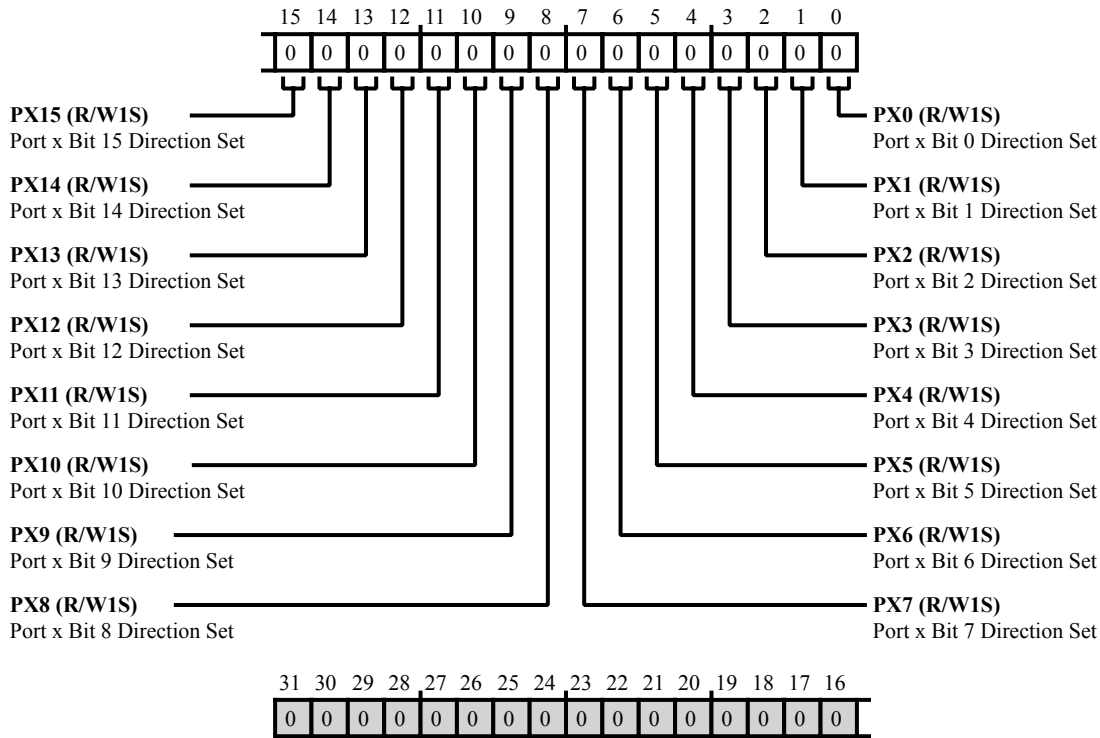 15 14 13 12 11 10 9 8 7 6 5 4 3 2 1 0
0 0 0 0 0 0 0 0 0 0 0 0 0 0 0 0
PX15 (R/W1S)
Port x Bit 15 Direction Set
PX14 (R/W1S)
Port x Bit 14 Direction Set
PX13 (R/W1S)
Port x Bit 13 Direction Set
PX12 (R/W1S)
Port x Bit 12 Direction Set
PX11 (R/W1S)
Port x Bit 11 Direction Set
PX10 (R/W1S)
Port x Bit 10 Direction Set
PX9 (R/W1S)
Port x Bit 9 Direction Set
PX8 (R/W1S)
Port x Bit 8 Direction Set
PX0 (R/W1S)
Port x Bit 0 Direction Set
PX1 (R/W1S)
Port x Bit 1 Direction Set
PX2 (R/W1S)
Port x Bit 2 Direction Set
PX3 (R/W1S)
Port x Bit 3 Direction Set
PX4 (R/W1S)
Port x Bit 4 Direction Set
PX5 (R/W1S)
Port x Bit 5 Direction Set
PX6 (R/W1S)
Port x Bit 6 Direction Set
PX7 (R/W1S)
Port x Bit 7 Direction Set
31 30 29 28 27 26 25 24 23 22 21 20 19 18 17 16
0 0 0 0 0 0 0 0 0 0 0 0 0 0 0 0